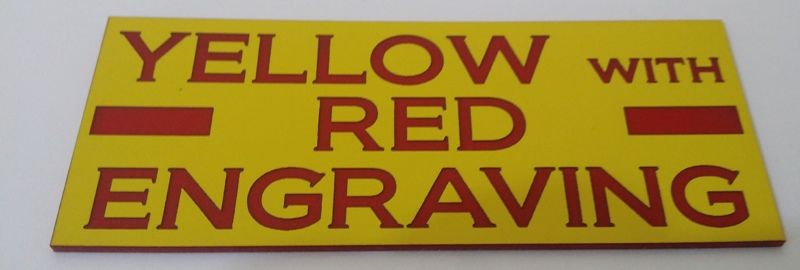 YELLOW WITH
RED
ENGRAVING